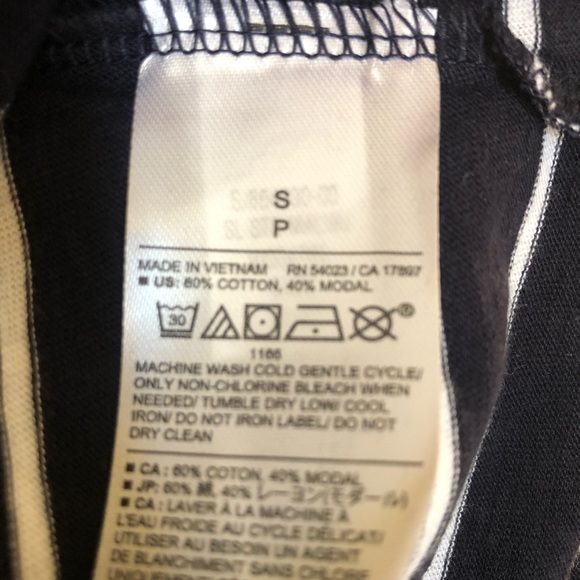 S
P
MADE IN VIETNAM RN 54023 / CA 17897
■ US: 60% COTTON, 40% MODAL
30
1166
MACHINE WASH COLD GENTLE CYCLE/
ONLY NON-CHLORINE BLEACH WHEN
NEEDED/ TUMBLE DRY LOW/ COOL
IRON/ DO NOT IRON LABEL/ DO NOT
DRY CLEAN
■ CA : 60% COTON, 40% MODAL
■ JP: 60% 綿, 40% レーヨン(モダール)
■ CA : LAVER À LA MACHINE À
L'EAU FROIDE AU CYCLE DÉLICAT/
UTILISER AU BESOIN UN AGENT
DE BLANCHIMENT SANS CHLORE